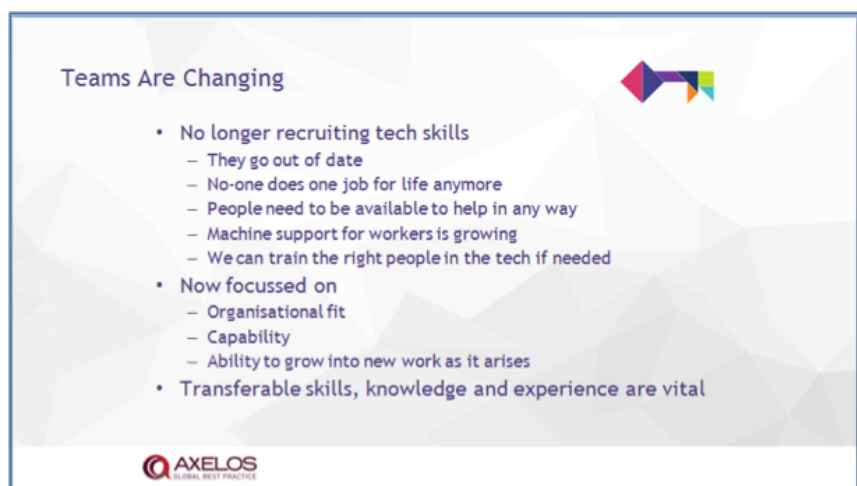 Teams Are Changing
• No longer recruiting tech skills
– They go out of date
– No-one does one job for life anymore
– People need to be available to help in any way
– Machine support for workers is growing
– We can train the right people in the tech if needed
• Now focussed on
– Organisational fit
– Capability
– Ability to grow into new work as it arises
• Transferable skills, knowledge and experience are vital
AXELOS
GLOBAL BEST PRACTICE